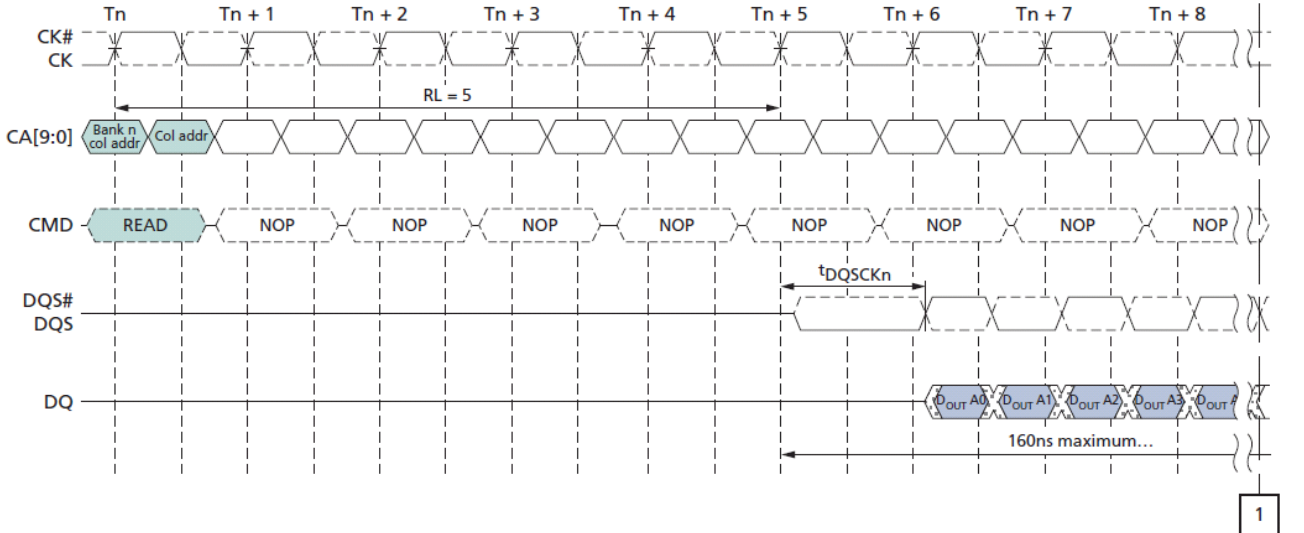 Tn Tn + 1 Tn + 2 Tn + 3 Tn + 4 Tn + 5 Tn + 6 Tn + 7 Tn + 8
CK#
CK
RL = 5
CA[9:0] Bank n col addr Col addr
CMD READ NOP NOP NOP NOP NOP NOP NOP NOP
tDQSCKn
DQS#
DQS
DQ DOUT A0 DOUT A1 DOUT A2 DOUT A3 DOUT A
160ns maximum…
1